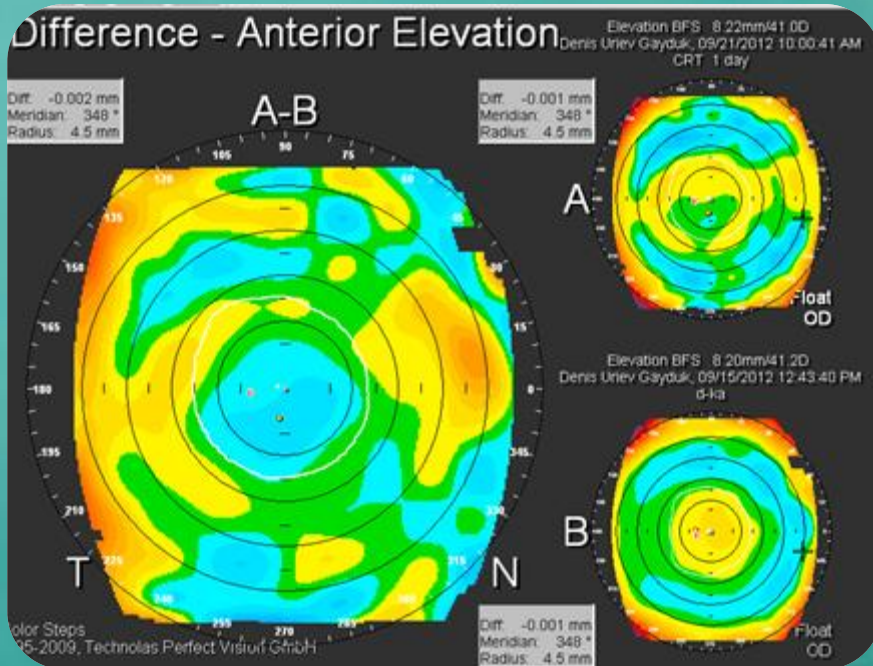 Difference - Anterior Elevation
Elevation BFS 8.22mm/41.0D
Denis Uriev Gayduk, 09/21/2012 10:00:41 AM
CRT 1 day
Diff: -0.002 mm
Meridian: 348 °
Radius: 4.5 mm
A-B
Diff: -0.001 mm
Meridian: 348 °
Radius: 4.5 mm
105 90 75
120 60
135
150 30
165 15
180 0
195 345
210 330
225 315
240 300
255 270
A
Float
OD
Elevation BFS 8.20mm/41.2D
Denis Uriev Gayduk, 09/15/2012 12:43:40 PM
d-ka
B
T N
Diff: -0.001 mm
Meridian: 348 °
Radius: 4.5 mm
Float
OD
olor Steps
95-2009, Technolas Perfect Vision GmbH